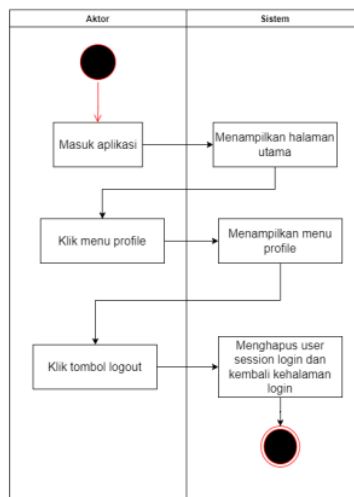 Aktor
Sistem
Masuk aplikasi
Menampilkan halaman
utama
Klik menu profile
Menampilkan menu
profile
Klik tombol logout
Menghapus user
session login dan
kembali kehalaman
login